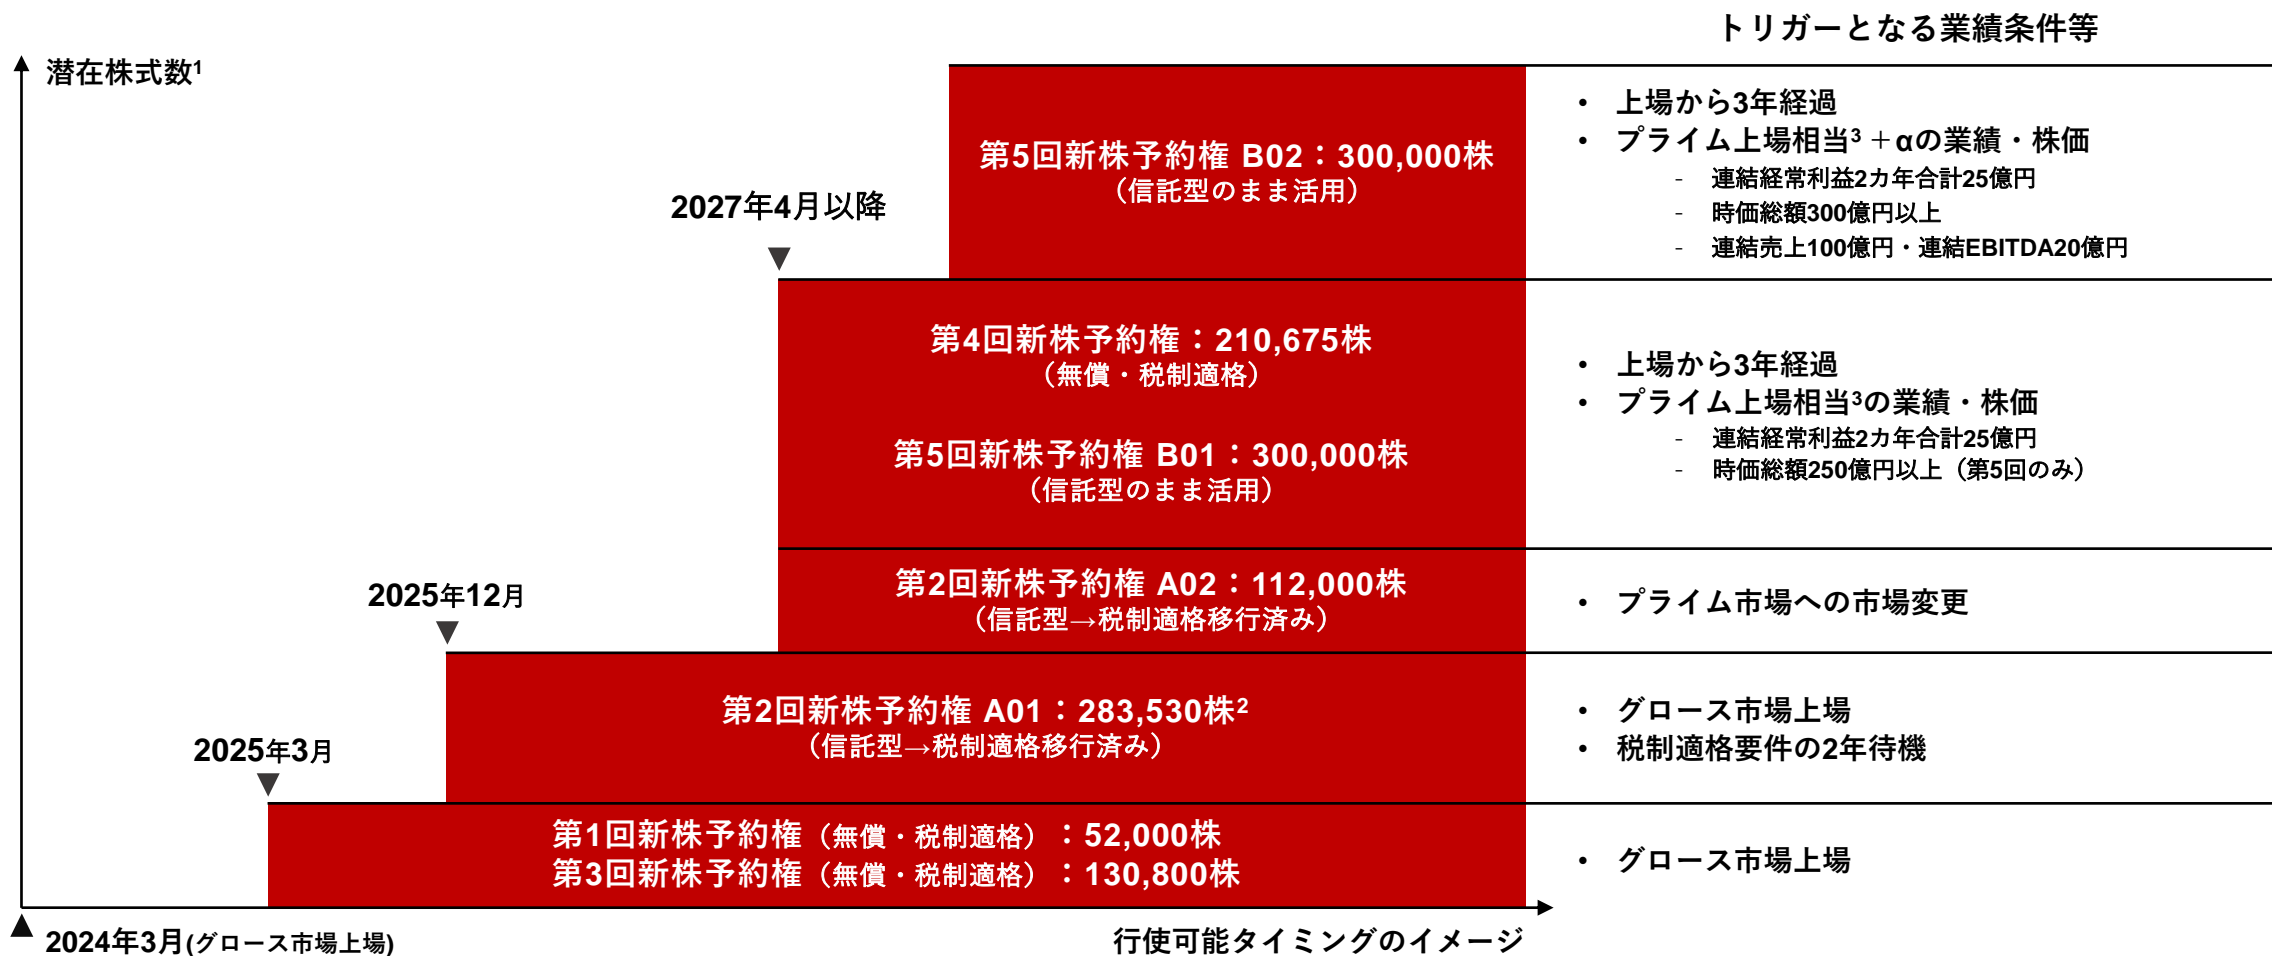 トリガーとなる業績条件等
潜在株式数1
第5回新株予約権 B02：300,000株
（信託型のまま活用）
・ 上場から3年経過
・ プライム上場相当3 ＋αの業績・株価
- 連結経常利益2カ年合計25億円
- 時価総額300億円以上
- 連結売上100億円・連結EBITDA20億円
2027年4月以降
▼
第4回新株予約権：210,675株
（無償・税制適格）
第5回新株予約権 B01：300,000株
（信託型のまま活用）
・ 上場から3年経過
・ プライム上場相当3の業績・株価
- 連結経常利益2カ年合計25億円
- 時価総額250億円以上（第5回のみ）
2025年12月
▼
第2回新株予約権 A02：112,000株
（信託型→税制適格移行済み）
・ プライム市場への市場変更
第2回新株予約権 A01：283,530株2
（信託型→税制適格移行済み）
・ グロース市場上場
・ 税制適格要件の2年待機
2025年3月
▼
第1回新株予約権（無償・税制適格）：52,000株
第3回新株予約権（無償・税制適格）：130,800株
・ グロース市場上場
▲ 2024年3月(グロース市場上場)
行使可能タイミングのイメージ